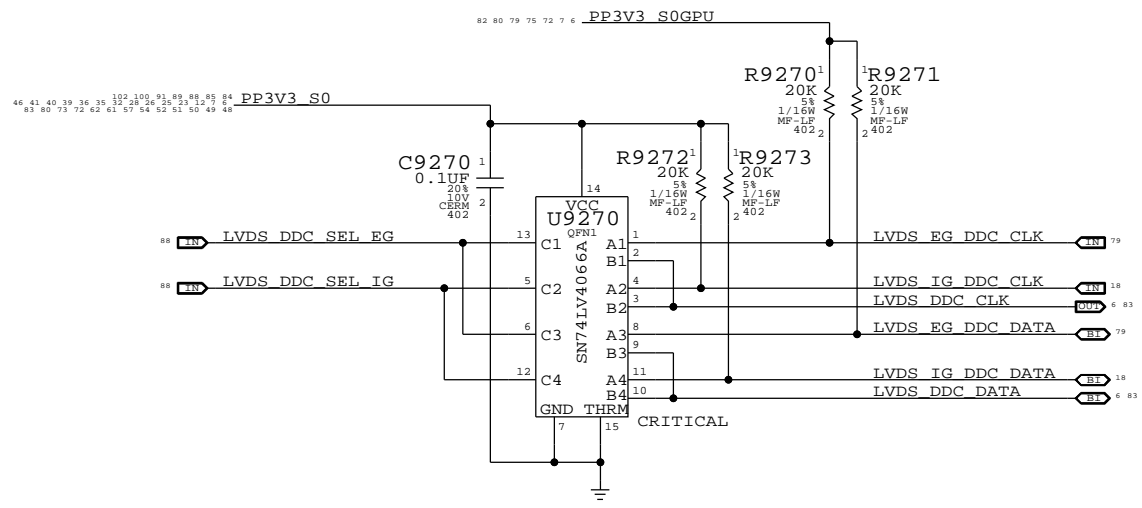 82 80 79 75 72 7 6 PP3V3_S0GPU
R9270 1
20K
5%
1/16W
MF-LF
402 2
1 R9271
20K
5%
1/16W
MF-LF
2 402
102 100 91 89 88 85 84
46 41 40 39 36 35 32 28 26 25 23 12 7 6
83 80 73 72 62 61 57 54 52 51 50 49 48
PP3V3_S0
C9270 1
0.1UF
20%
10V
CERM
402
2
R9272 1
20K
5%
1/16W
MF-LF
402 2
1 R9273
20K
5%
1/16W
MF-LF
2 402
14
VCC
U9270
QFN1
SN74LV4066A
88 IN LVDS_DDC_SEL_EG 13 C1
88 IN LVDS_DDC_SEL_IG 5 C2
6 C3
12 C4
A1 1 LVDS_EG_DDC_CLK IN 79
B1 2
A2 4 LVDS_IG_DDC_CLK IN 18
B2 3 LVDS_DDC_CLK OUT 6 83
A3 8 LVDS_EG_DDC_DATA BI 79
B3 9
A4 11 LVDS_IG_DDC_DATA BI 18
B4 10 LVDS_DDC_DATA BI 6 83
GND THRM
7 15
CRITICAL